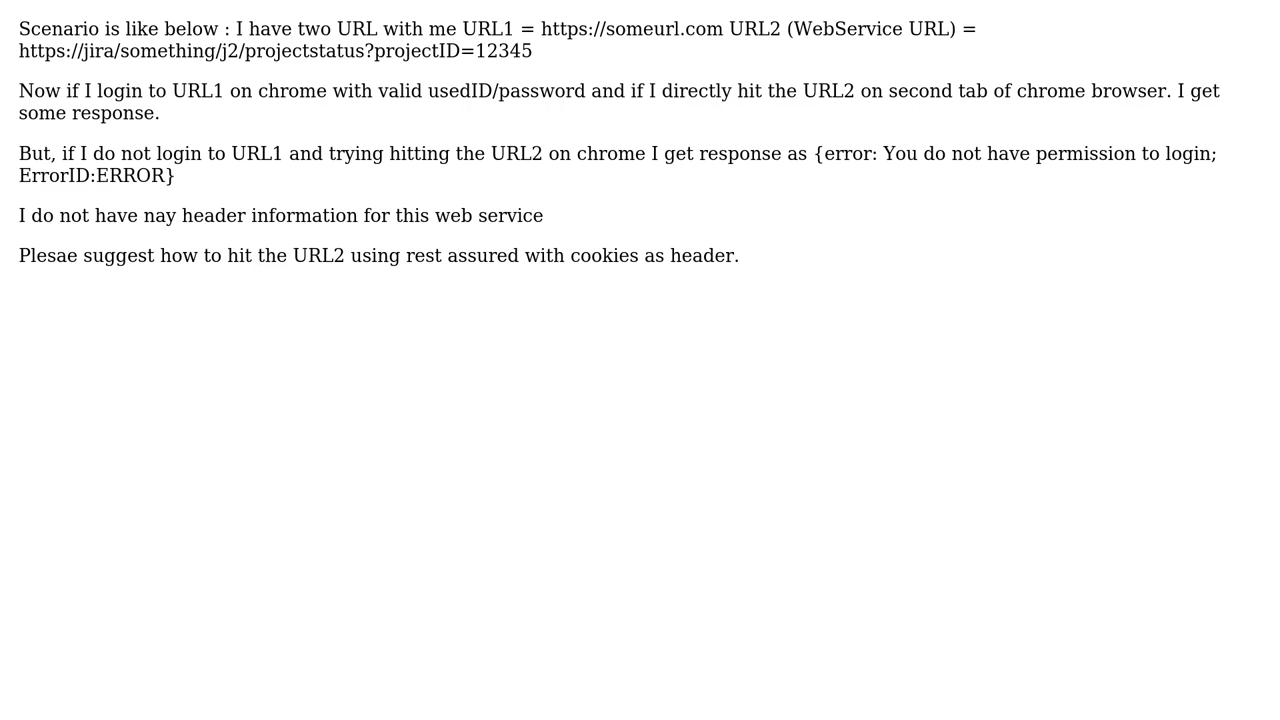 Scenario is like below : I have two URL with me URL1 = https://someurl.com URL2 (WebService URL) =
https://jira/something/j2/projectstatus?projectID=12345
Now if I login to URL1 on chrome with valid usedID/password and if I directly hit the URL2 on second tab of chrome browser. I get
some response.
But, if I do not login to URL1 and trying hitting the URL2 on chrome I get response as {error: You do not have permission to login;
ErrorID:ERROR}
I do not have nay header information for this web service
Plesae suggest how to hit the URL2 using rest assured with cookies as header.